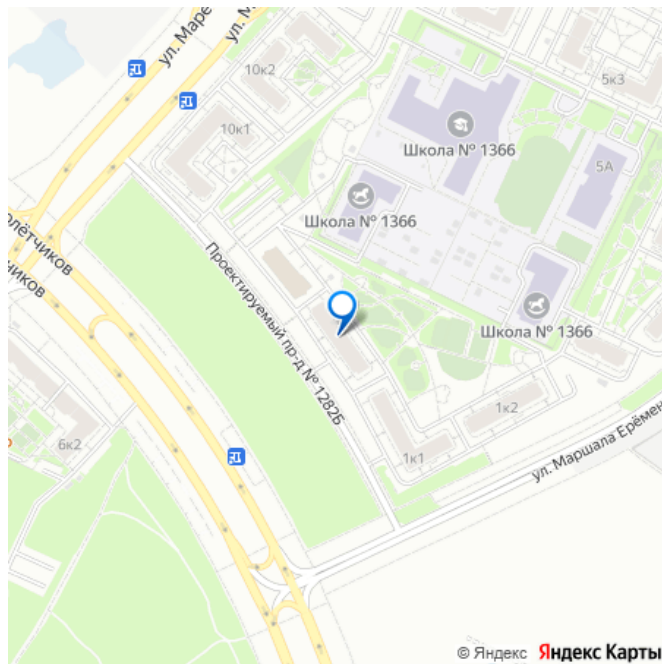 ул. Маре
ул. М
10к2
5к3
10к1
Школа № 1366
5А
Школа № 1366
олётчиков
чиков
Проектируемый пр-д № 1282Б
Школа № 1366
1к2
ул. Маршала Ерёмен
6к2
1к1
© Яндекс Яндекс Карты